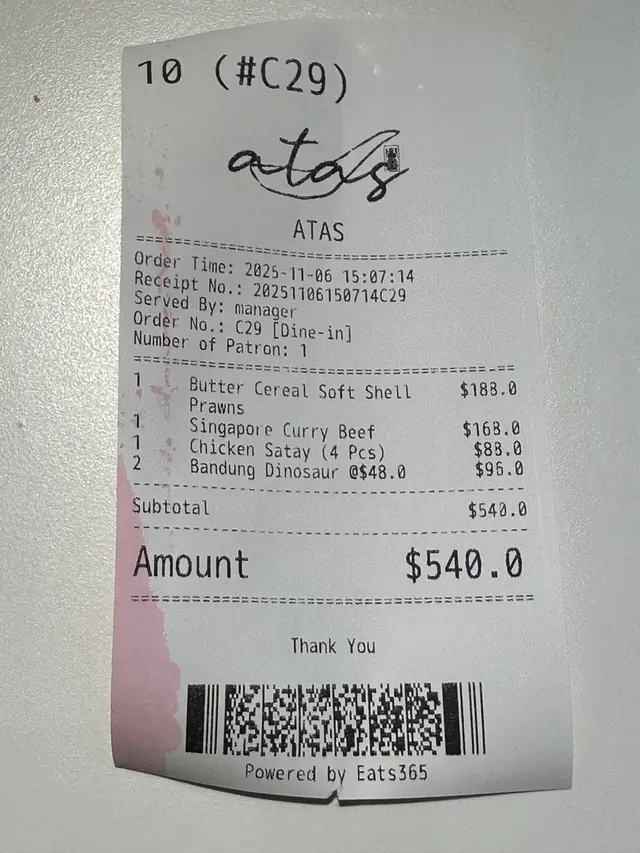 10 (#C29)
atas
ATAS
Order Time: 2025-11-06 15:07:14
Receipt No.: 20251106150714C29
Served By: manager
Order No.: C29 [Dine-in]
Number of Patron: 1
1 Butter Cereal Soft Shell $188.0
Prawns
1 Singapore Curry Beef $168.0
1 Chicken Satay (4 Pcs) $88.0
2 Bandung Dinosaur @$48.0 $96.0
Subtotal $540.0
Amount $540.0
Thank You
Powered by Eats365